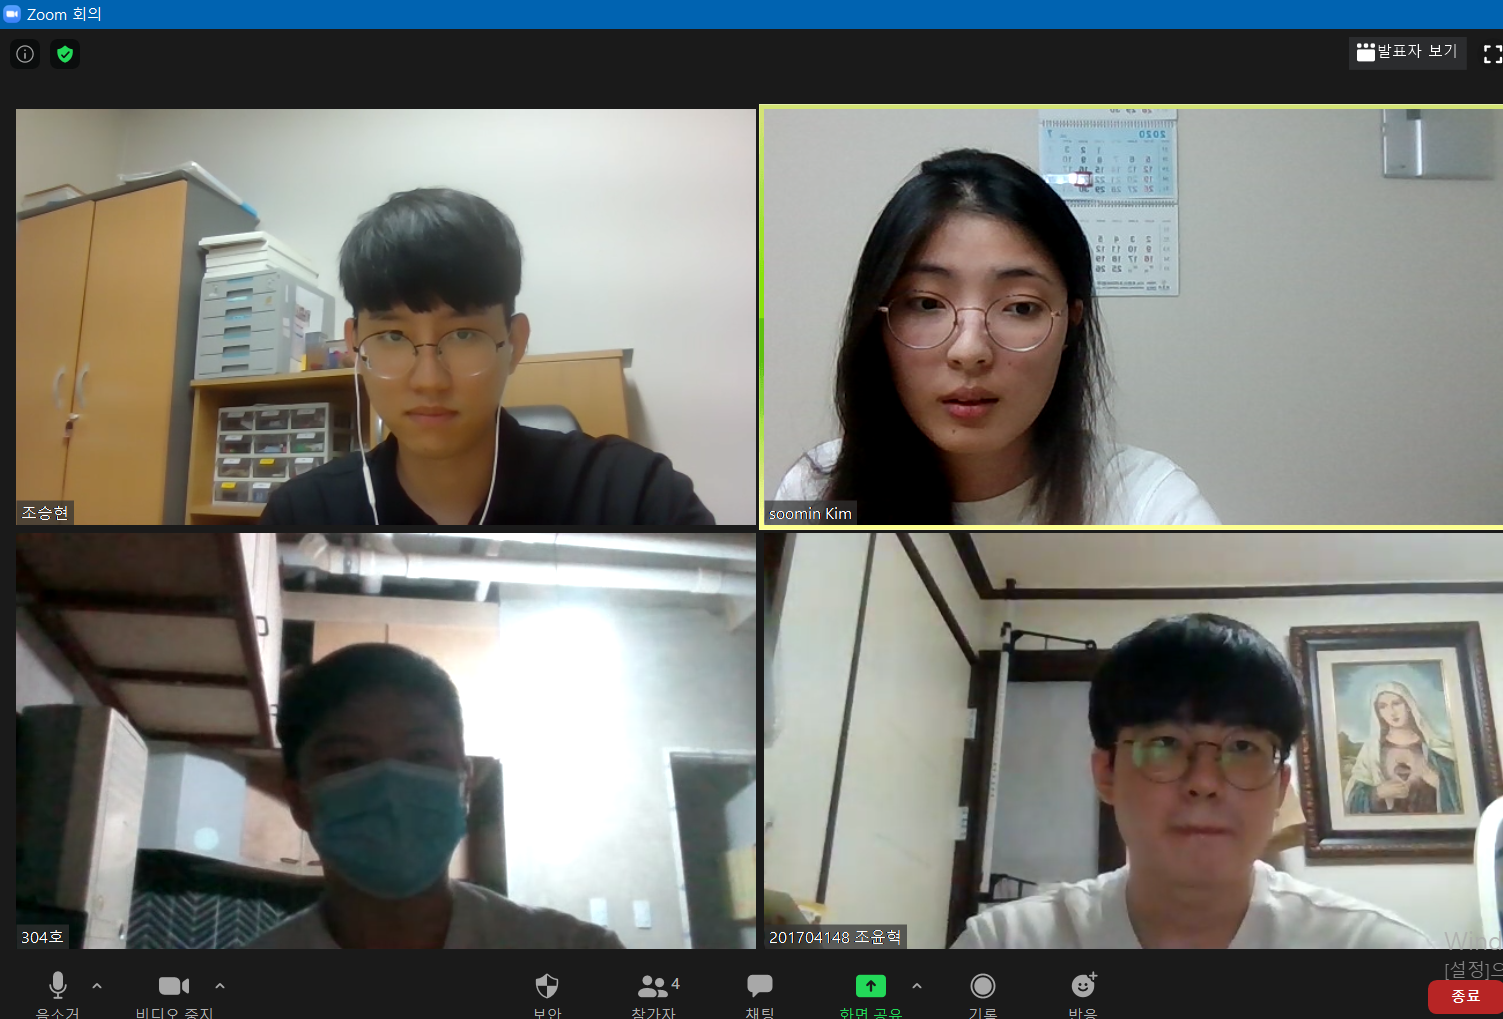 Zoom 회의
발표자 보기
2020
7
조승현
soomin Kim
304호
201704148 조윤혁
음소거
비디오 중지
보안
4
참가자
채팅
화면 공유
기록
반응
[설정]으
종료